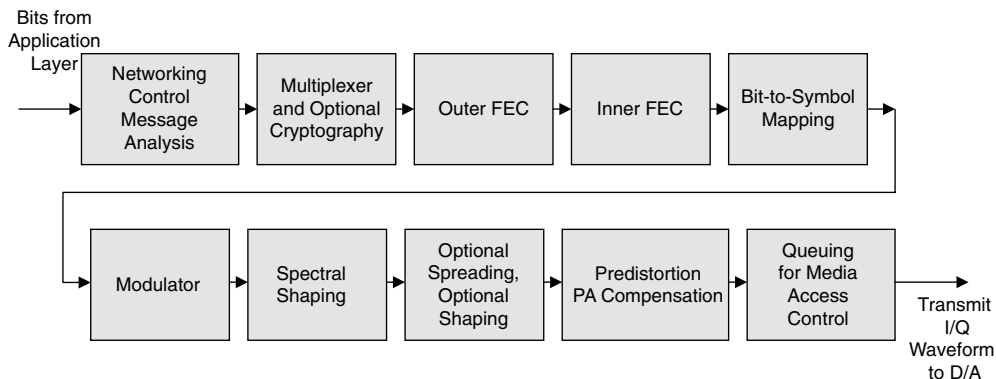 Bits from
Application
Layer
Networking
Control
Message
Analysis
Multiplexer
and Optional
Cryptography
Outer FEC
Inner FEC
Bit-to-Symbol
Mapping
Modulator
Spectral
Shaping
Optional
Spreading,
Optional
Shaping
Predistortion
PA Compensation
Queuing
for Media
Access
Control
Transmit
I/Q
Waveform
to D/A